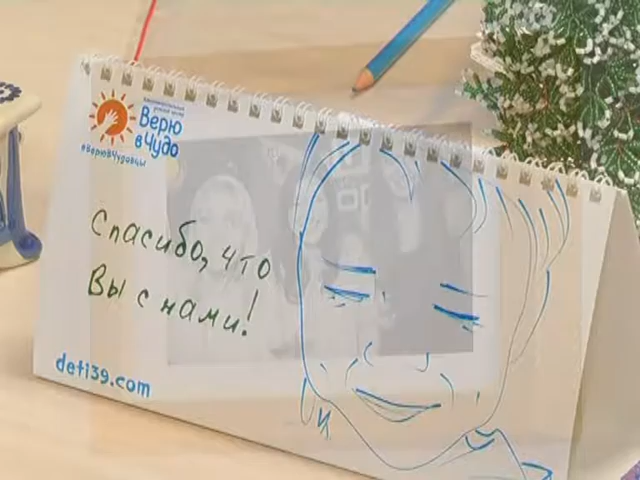 Верю
в Чудо
#верювчудовцы
Спасибо, что
Вы с нами!
deti39.com